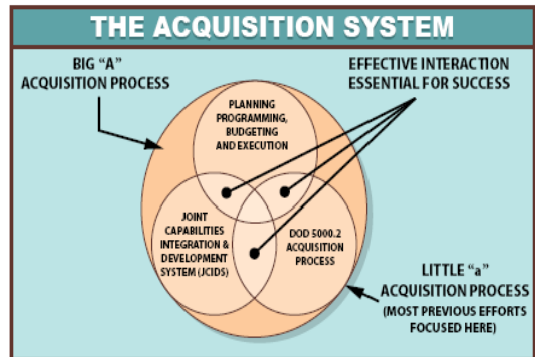 THE ACQUISITION SYSTEM
BIG “A”
ACQUISITION PROCESS
EFFECTIVE INTERACTION
ESSENTIAL FOR SUCCESS
PLANNING
PROGRAMMING,
BUDGETING
AND EXECUTION
JOINT
CAPABILITIES
INTEGRATION &
DEVELOPMENT
SYSTEM (JCIDS)
DOD 5000.2
ACQUISITION
PROCESS
LITTLE “a”
ACQUISITION PROCESS
(MOST PREVIOUS EFFORTS
FOCUSED HERE)